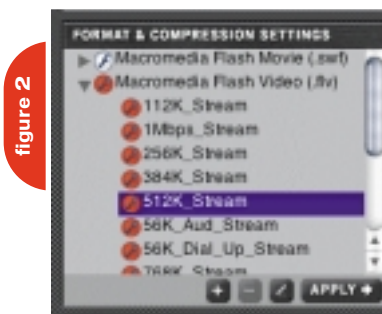 figure 2
FORMAT & COMPRESSION SETTINGS
Macromedia Flash Movie (.swf)
Macromedia Flash Video (.flv)
112K_Stream
1Mbps_Stream
256K_Stream
384K_Stream
512K_Stream
56K_Aud_Stream
56K_Dial_Up_Stream
768K_Stream
APPLY